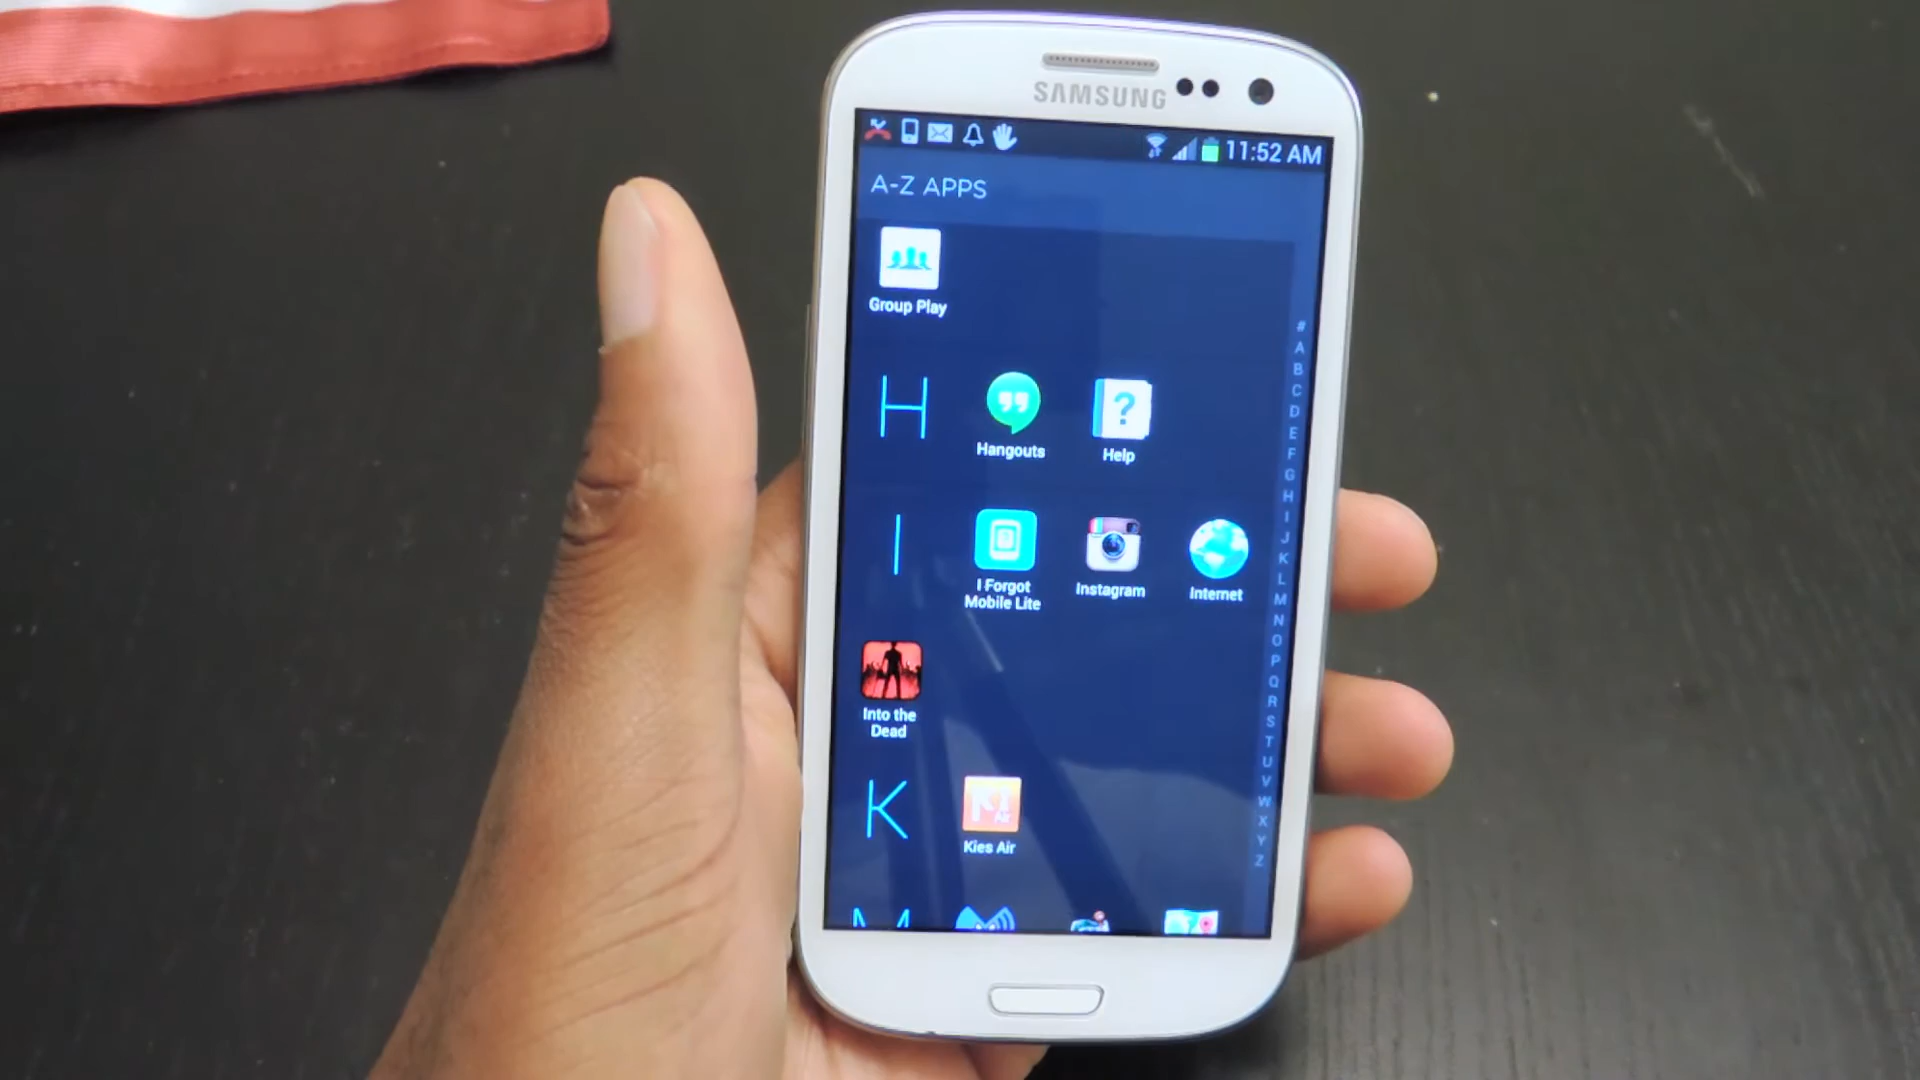 SAMSUNG
11:52 AM
A-Z APPS
Group Play
H
Hangouts
Help
I
I Forgot
Mobile Lite
Instagram
Internet
Into the
Dead
K
Kies Air
M
#
A
B
C
D
E
F
G
H
I
J
K
L
M
N
O
P
Q
R
S
T
U
V
W
X
Y
Z